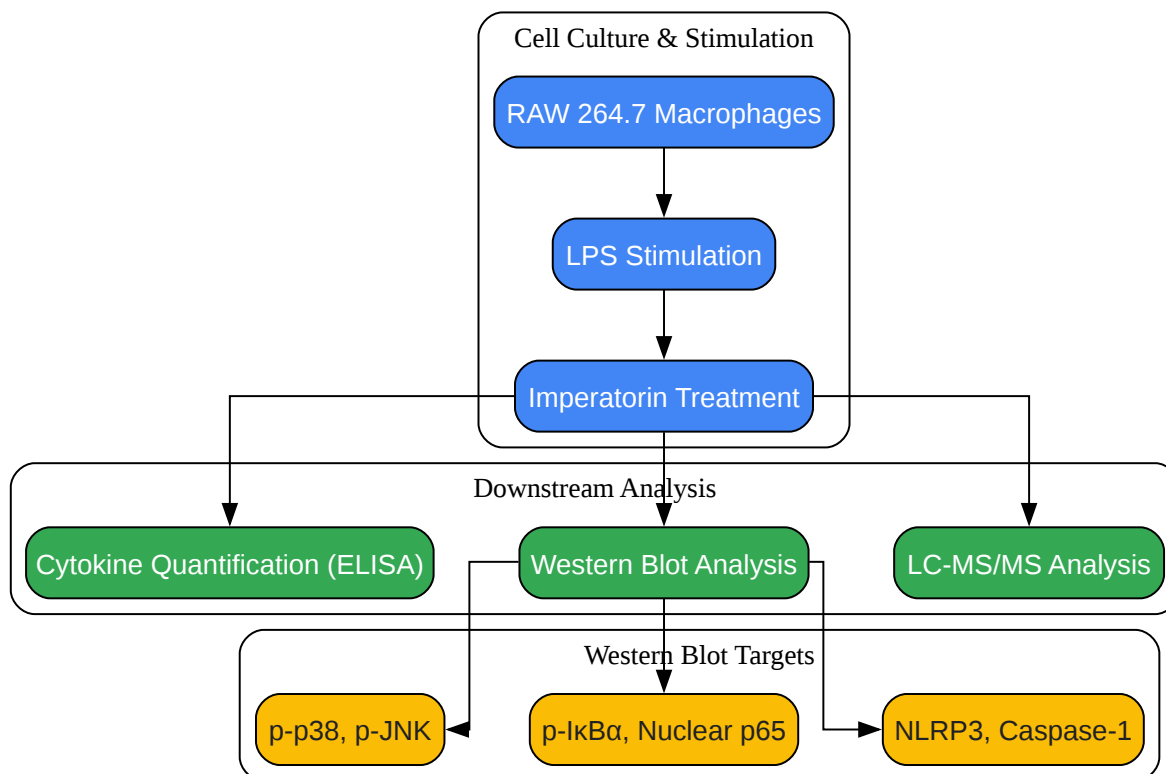 Cell Culture & Stimulation
RAW 264.7 Macrophages
LPS Stimulation
Imperatorin Treatment
Downstream Analysis
Cytokine Quantification (ELISA)
Western Blot Analysis
LC-MS/MS Analysis
Western Blot Targets
p-p38, p-JNK
p-IκBα, Nuclear p65
NLRP3, Caspase-1